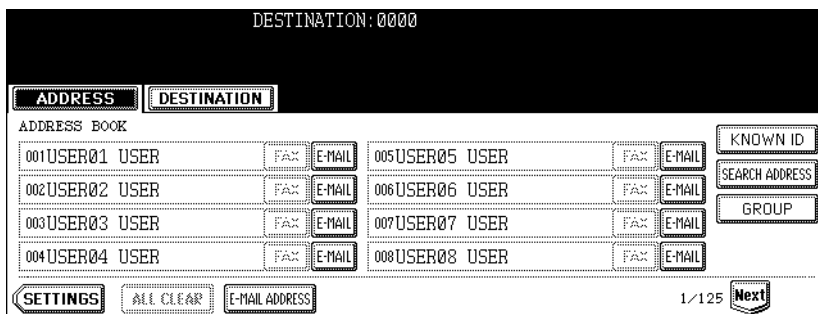 DESTINATION:0000
ADDRESS DESTINATION
ADDRESS BOOK
KNOWN ID
001USER01 USER FAX E-MAIL 005USER05 USER FAX E-MAIL
SEARCH ADDRESS
002USER02 USER FAX E-MAIL 006USER06 USER FAX E-MAIL
GROUP
003USER03 USER FAX E-MAIL 007USER07 USER FAX E-MAIL
004USER04 USER FAX E-MAIL 008USER08 USER FAX E-MAIL
SETTINGS ALL CLEAR E-MAIL ADDRESS 1/125 Next